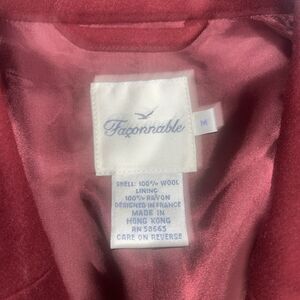 Façonnable
M
SHELL: 100% WOOL
LINING
100% RAYON
DESIGNED IN FRANCE
MADE IN
HONG KONG
RN 58665
CARE ON REVERSE